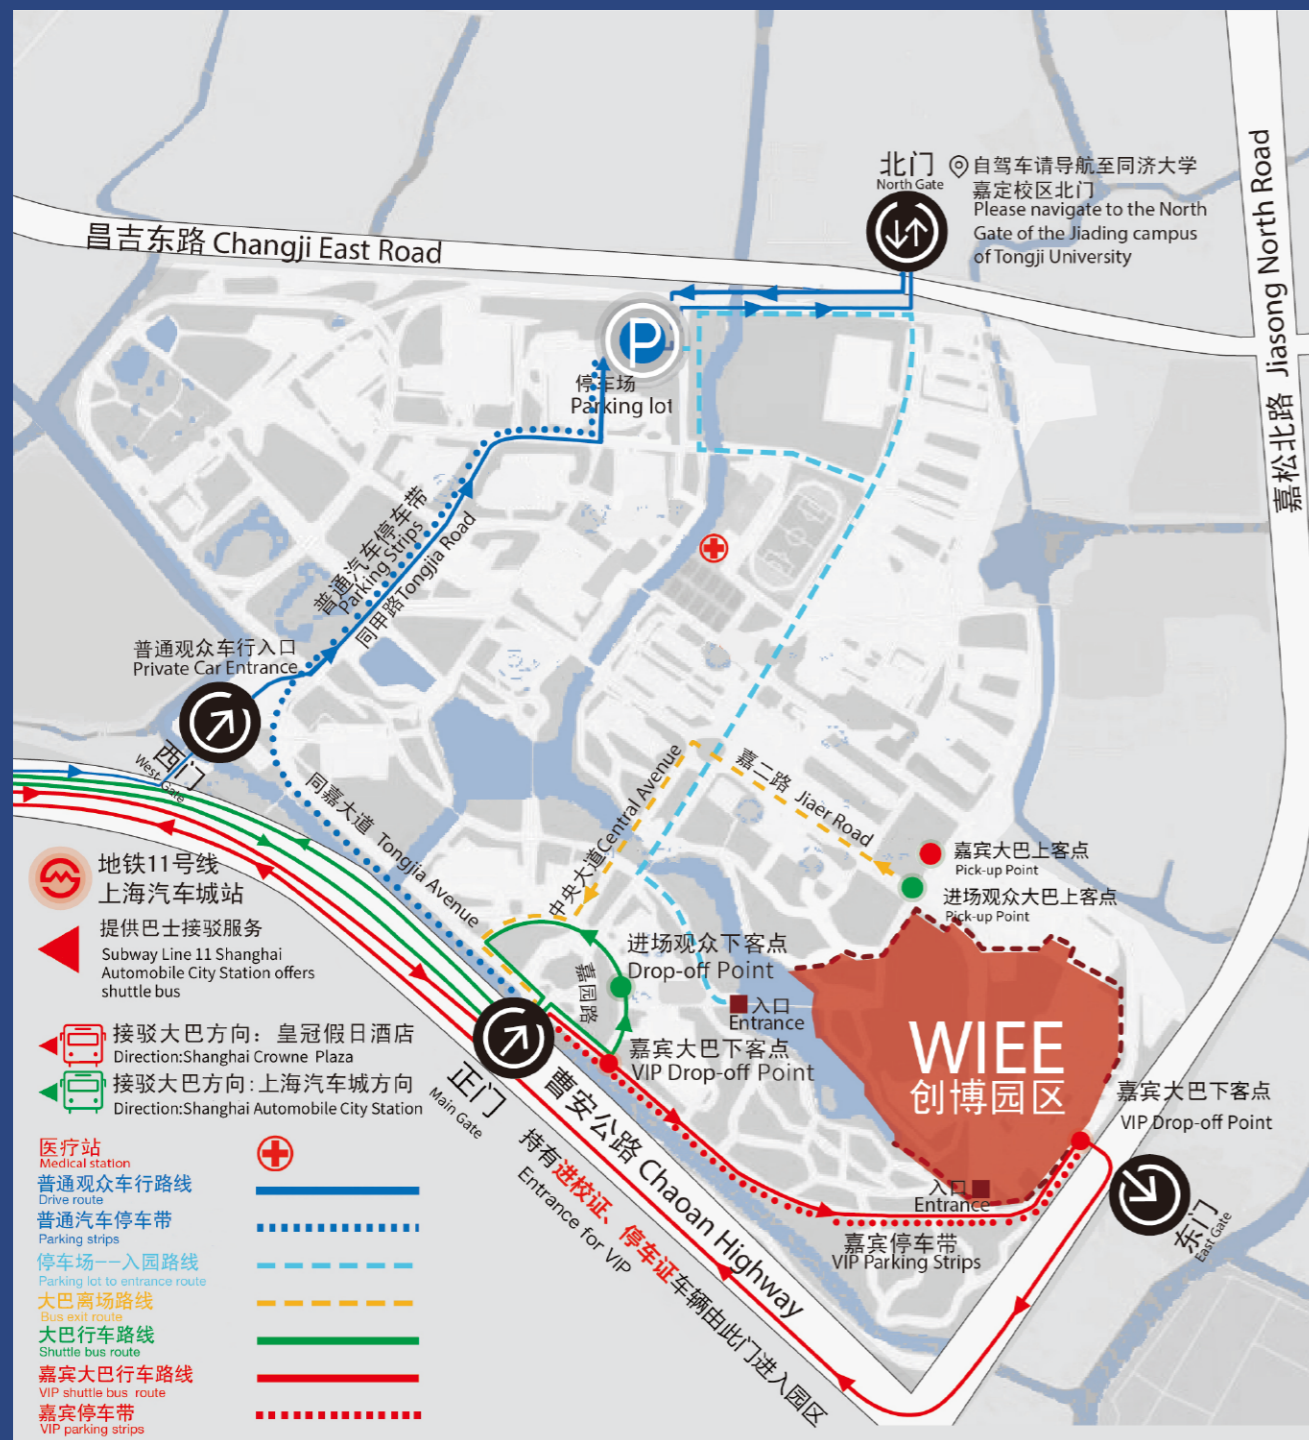 北门
North Gate
自驾车请导航至同济大学
嘉定校区北门
Please navigate to the North
Gate of the Jiading campus
of Tongji University
昌吉东路 Changji East Road
嘉松北路 Jiasong North Road
P
停车场
Parking lot
普通汽车停车带
Parking Strips
同甲路Tongjia Road
普通观众车行入口
Private Car Entrance
西门
West Gate
同嘉大道 Tongjia Avenue
中央大道Central Avenue
嘉二路 Jiaer Road
嘉宾大巴上客点
Pick-up Point
进场观众大巴上客点
Pick-up Point
地铁11号线
上海汽车城站
提供巴士接驳服务
Subway Line 11 Shanghai
Automobile City Station offers
shuttle bus
进场观众下客点
Drop-off Point
嘉园路
入口
Entrance
嘉宾大巴下客点
VIP Drop-off Point
WIEE
创博园区
嘉宾大巴下客点
VIP Drop-off Point
接驳大巴方向：皇冠假日酒店
Direction:Shanghai Crowne Plaza
接驳大巴方向：上海汽车城方向
Direction:Shanghai Automobile City Station
正门
Main Gate
曹安公路 Chaoan Highway
持有进校证、停车证车辆由此门进入园区
Entrance for VIP
入口
Entrance
嘉宾停车带
VIP Parking Strips
东门
East Gate
医疗站
Medical station
普通观众车行路线
Drive route
普通汽车停车带
Parking strips
停车场——入园路线
Parking lot to entrance route
大巴离场路线
Bus exit route
大巴行车路线
Shuttle bus route
嘉宾大巴行车路线
VIP shuttle bus route
嘉宾停车带
VIP parking strips